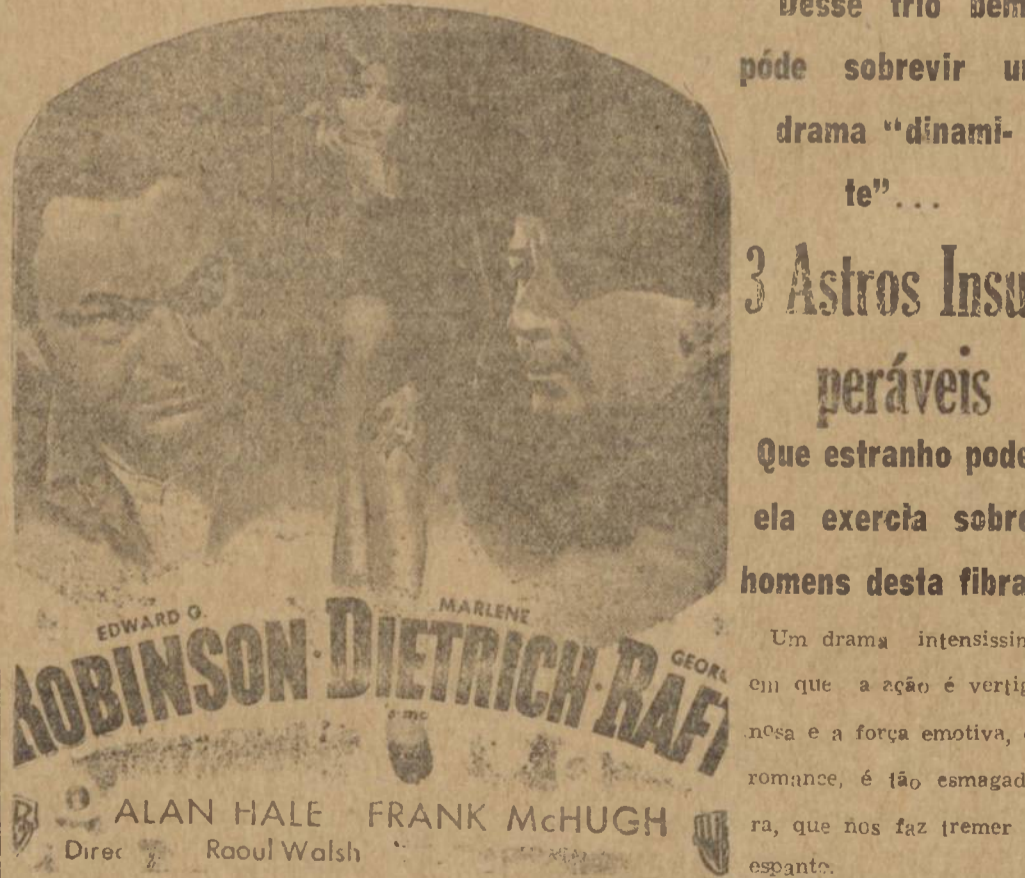 EDWARD G.
MARLENE
ROBINSON · DIETRICH · RAFT
ALAN HALE FRANK McHUGH
Raoul Walsh
Desse frio bem
póde sobrevir
drama “dinami-
te”...
3 Astros Insu
peráveis
Que estranho pode
ela exercia sobre
homens desta fibra
Um drama intensissim
em que a ação é vertig
nosa e a força emotiva,
romance, é tão esmagad
ra, que nos faz tremer
espanto.